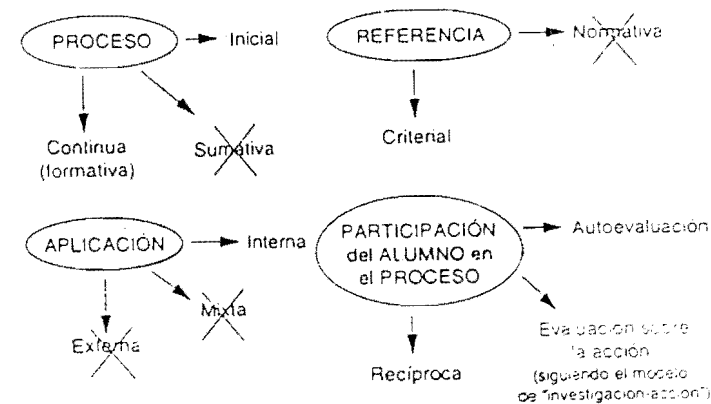 PROCESO
Inicial
Continua
(formativa)
Sumativa
REFERENCIA
Normativa
Criterial
APLICACIÓN
Interna
Mixta
Externa
PARTICIPACIÓN
del ALUMNO en
el PROCESO
Autoevaluación
Recíproca
Evaluación sobre
la acción
(siguiendo el modelo
de "investigación-acción")